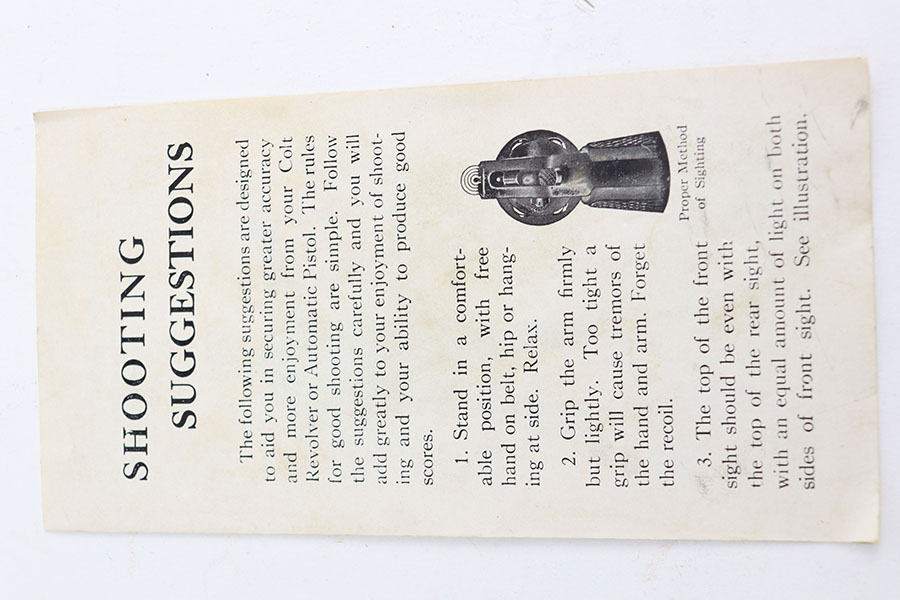 SHOOTING
SUGGESTIONS
The following suggestions are designed
to aid you in securing greater accuracy
and more enjoyment from your Colt
Revolver or Automatic Pistol. The rules
for good shooting are simple. Follow
the suggestions carefully and you will
add greatly to your enjoyment of shoot-
ing and your ability to produce good
scores.
1. Stand in a comfort-
able position, with free
hand on belt, hip or hang-
ing at side. Relax.
2. Grip the arm firmly
but lightly. Too tight a
grip will cause tremors of
the hand and arm. Forget
the recoil.
Proper Method
of Sighting
3. The top of the front
sight should be even with
the top of the rear sight,
with an equal amount of light on both
sides of front sight. See illustration.